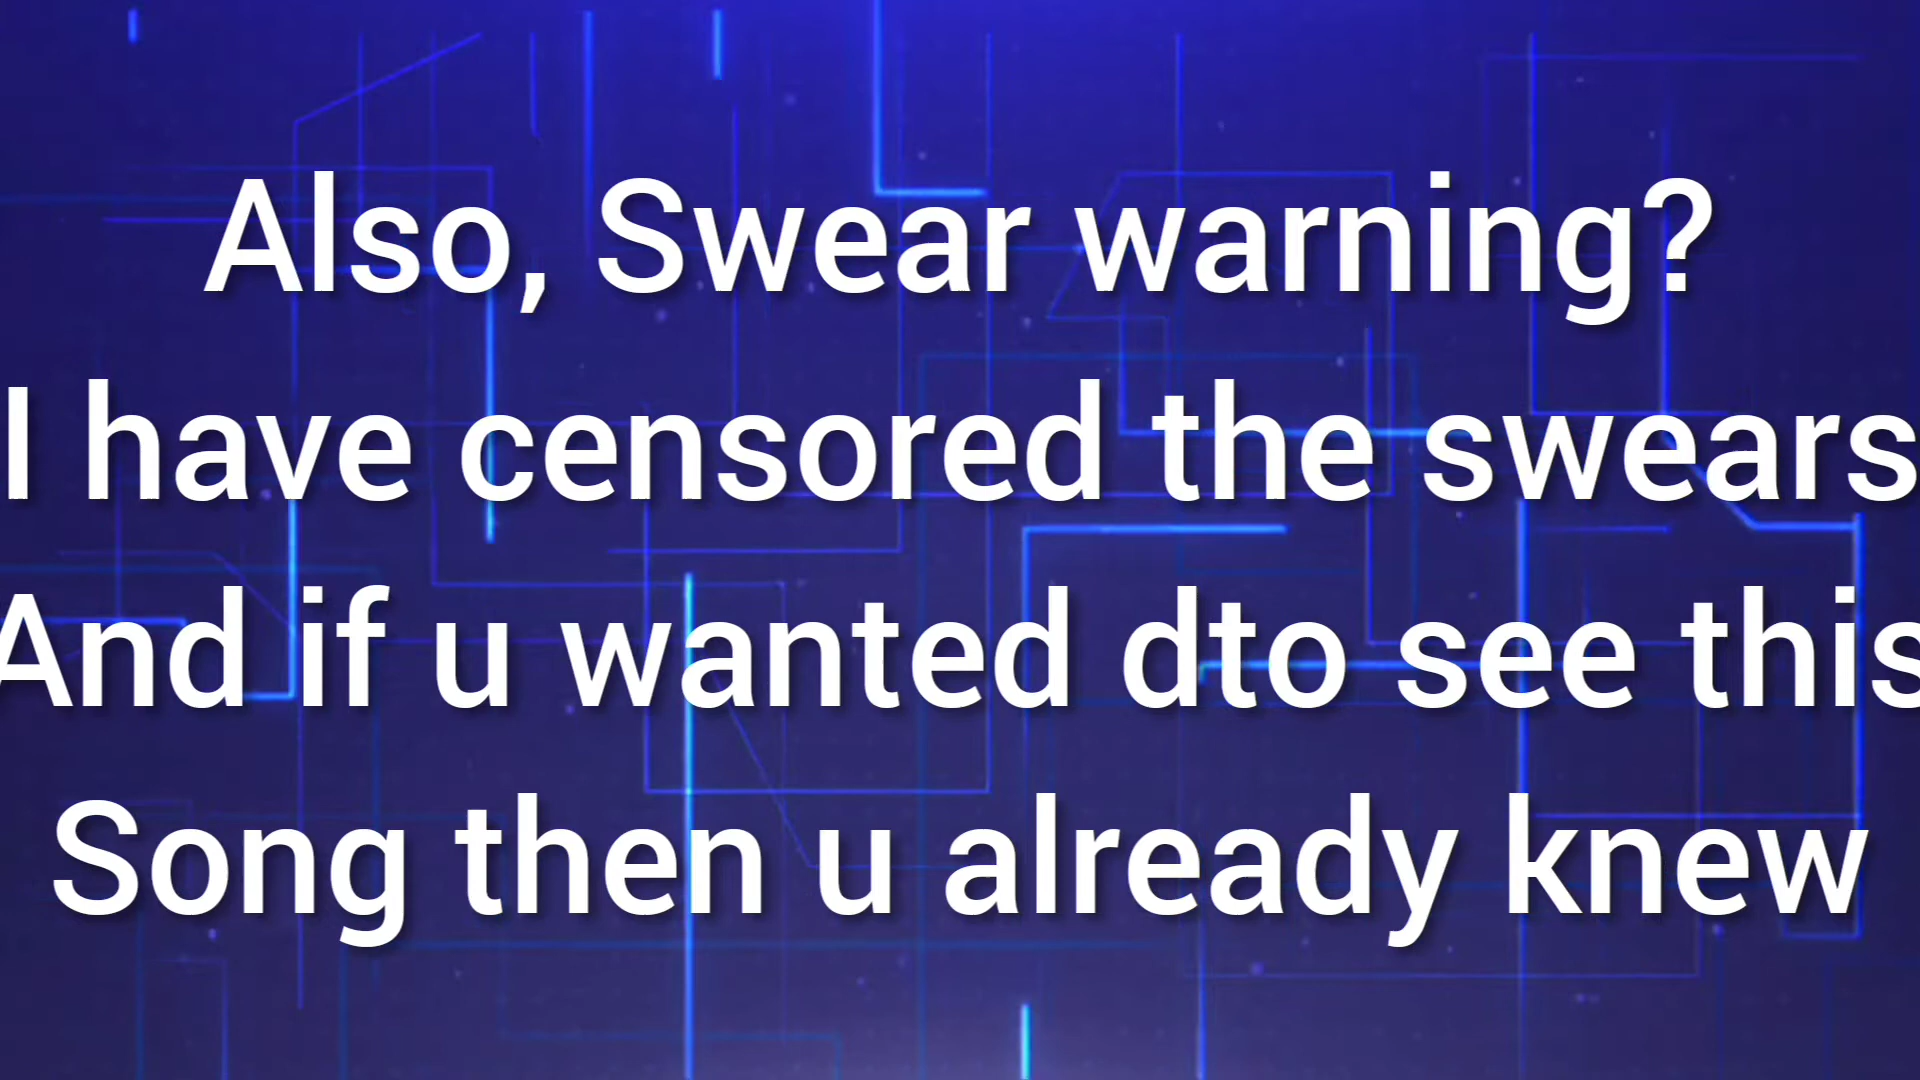 Also, Swear warning?
I have censored the swears
And if u wanted dto see this
Song then u already knew